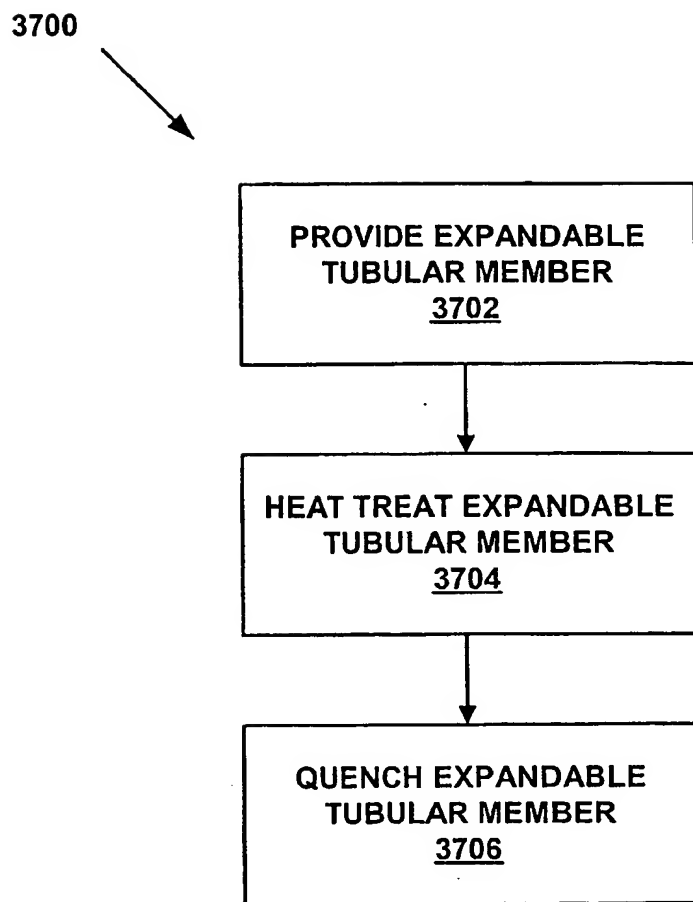 3700
PROVIDE EXPANDABLE
TUBULAR MEMBER
3702
HEAT TREAT EXPANDABLE
TUBULAR MEMBER
3704
QUENCH EXPANDABLE
TUBULAR MEMBER
3706